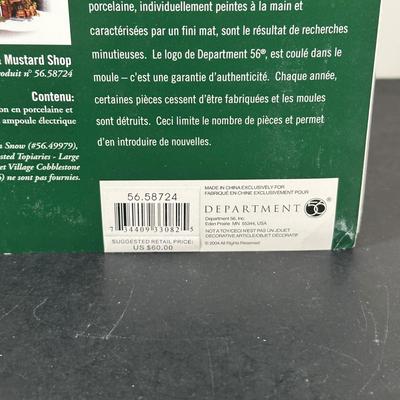 porcelaine, individuellement peintes à la main et
caractérisées par un fini mat, sont le résultat de recherches
minutieuses. Le logo de Department 56®, est coulé dans le
moule – c'est une garantie d'authenticité. Chaque année,
certaines pièces cessent d'être fabriquées et les moules
sont détruits. Ceci limite le nombre de pièces et permet
d'en introduire de nouvelles.
& Mustard Shop
roduit n° 56.58724
Contenu:
on en porcelaine et
ampoule électrique
Snow (#56.49979),
sted Topiaries - Large
et Village Cobblestone
6) ne sont pas fournies.
56.58724
7 34409 33082 5
SUGGESTED RETAIL PRICE:
US $60.00
MADE IN CHINA EXCLUSIVELY FOR
FABRIQUÉ EN CHINE EXCLUSIVEMENT POUR
DEPARTMENT 56
Department 56, Inc.
Eden Prairie MN 55344, USA
NOT A TOY/CECI N'EST PAS UN JOUET
DECORATIVE ARTICLE/OBJET DÉCORATIF
© 2004 All Rights Reserved